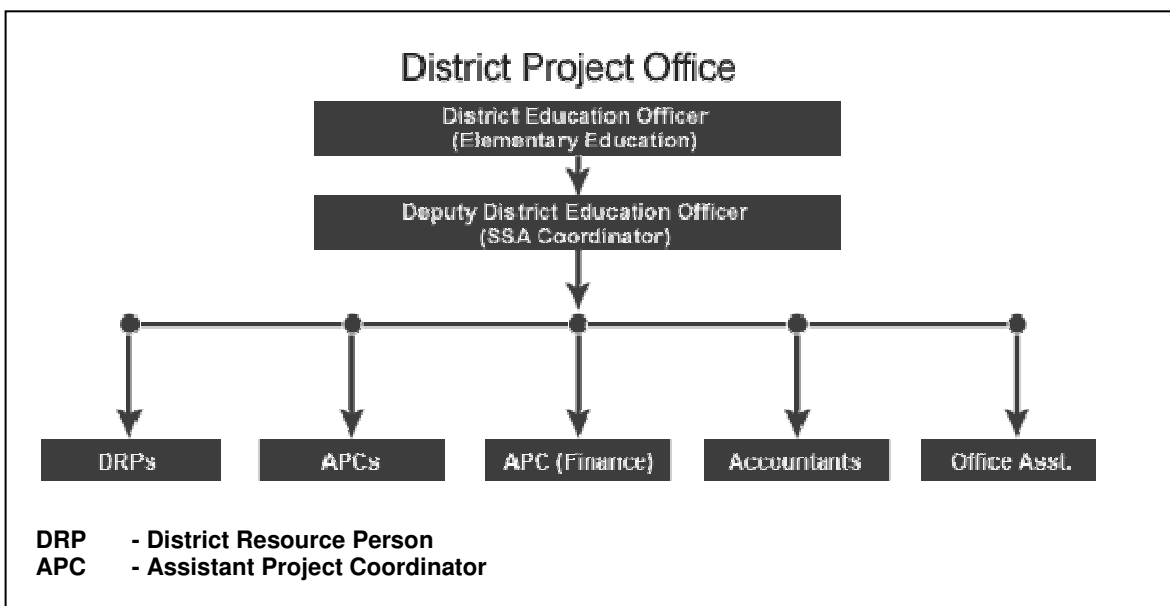 District Project Office
District Education Officer
(Elementary Education)
Deputy District Education Officer
(SSA Coordinator)
DRPs APCs APC (Finance) Accountants Office Asst.
DRP - District Resource Person
APC - Assistant Project Coordinator